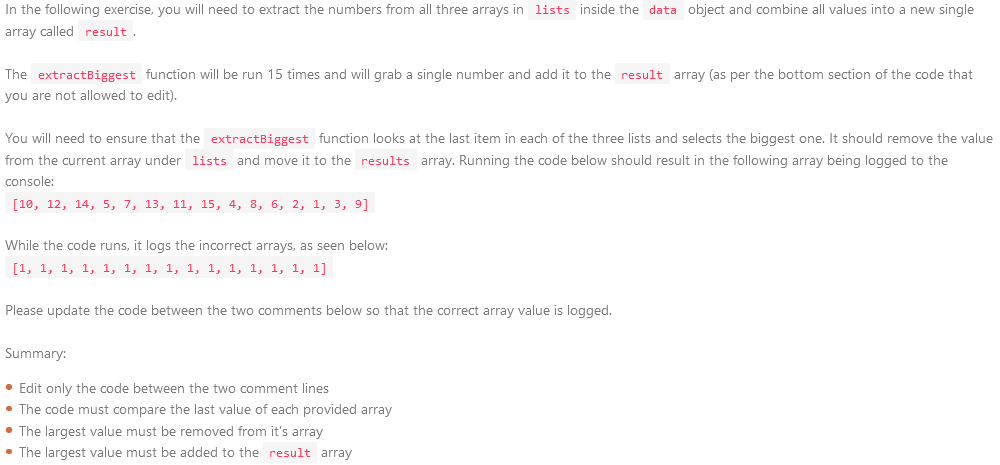 In the following exercise, you will need to extract the numbers from all three arrays in lists inside the data object and combine all values into a new single
array called result.
The extractBiggest function will be run 15 times and will grab a single number and add it to the result array (as per the bottom section of the code that
you are not allowed to edit).
You will need to ensure that the extractBiggest function looks at the last item in each of the three lists and selects the biggest one. It should remove the value
from the current array under lists and move it to the results array. Running the code below should result in the following array being logged to the
console:
[10, 12, 14, 5, 7, 13, 11, 15, 4, 8, 6, 2, 1, 3, 9]
While the code runs, it logs the incorrect arrays, as seen below:
[1, 1, 1, 1, 1, 1, 1, 1, 1, 1, 1, 1, 1, 1, 1]
Please update the code between the two comments below so that the correct array value is logged.
Summary:
• Edit only the code between the two comment lines
• The code must compare the last value of each provided array
• The largest value must be removed from it's array
• The largest value must be added to the result array